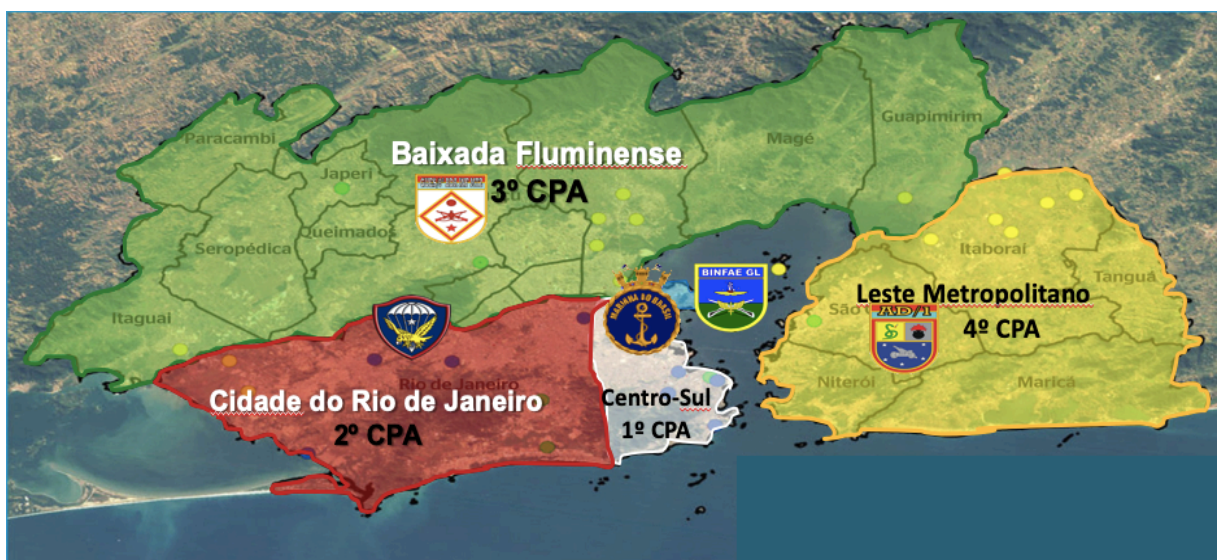 Guapimirim
Paracambi
Magé
Baixada Fluminense
Japeri
3º CPA
Queimados
Seropédica
Itaboraí
BINFAE GL
Tanguá
MARINHA DO BRASIL
Leste Metropolitano
Itaguaí
São
AD/1
4º CPA
Rio de Janeiro
Niterói
Maricá
Cidade do Rio de Janeiro
Centro-Sul
2º CPA
1º CPA